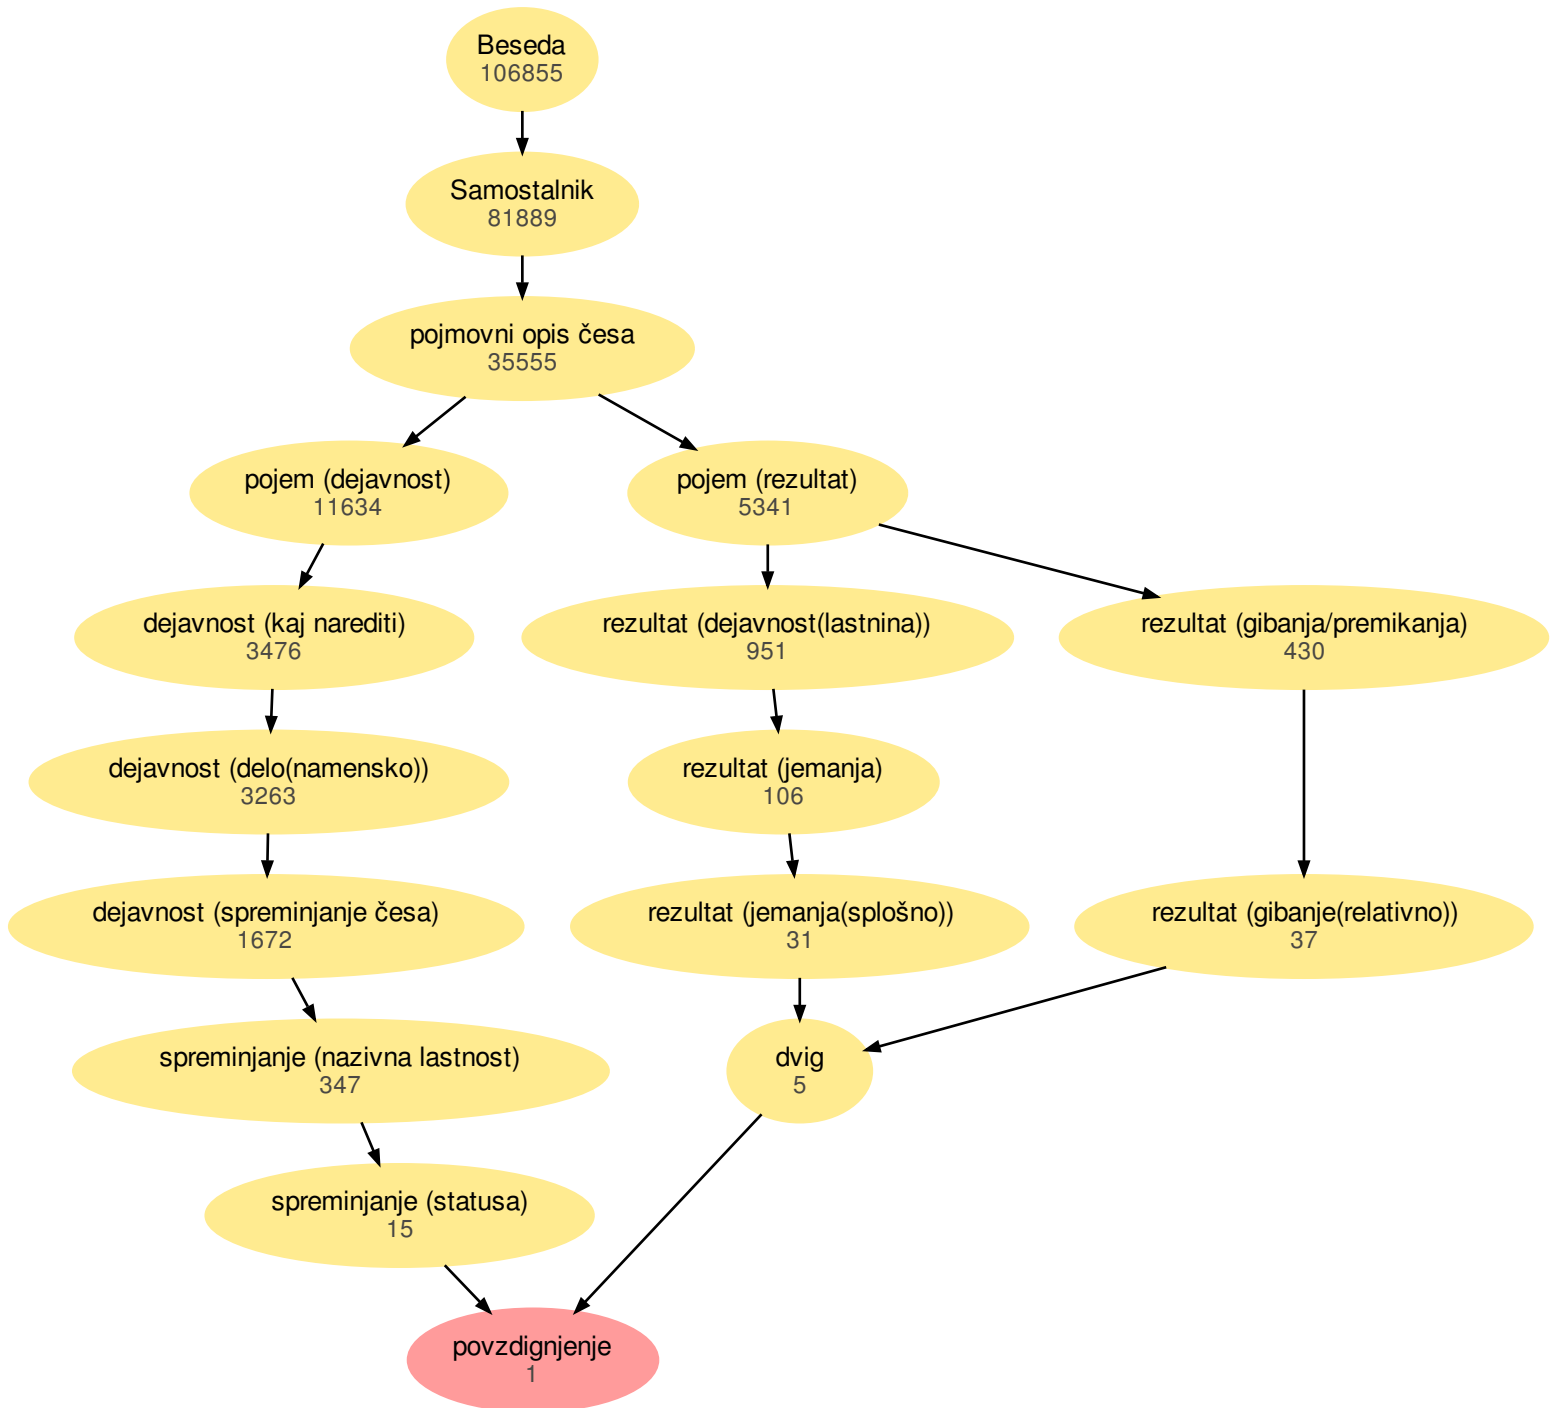 Beseda
106855
Samostalnik
81889
pojmovni opis česa
35555
pojem (dejavnost)
11634
pojem (rezultat)
5341
dejavnost (kaj narediti)
3476
rezultat (dejavnost(lastnina))
951
rezultat (gibanja/premikanja)
430
dejavnost (delo(namensko))
3263
rezultat (jemanja)
106
dejavnost (spreminjanje česa)
1672
rezultat (jemanja(splošno))
31
rezultat (gibanje(relativno))
37
spreminjanje (nazivna lastnost)
347
dvig
5
spreminjanje (statusa)
15
povzdignjenje
1